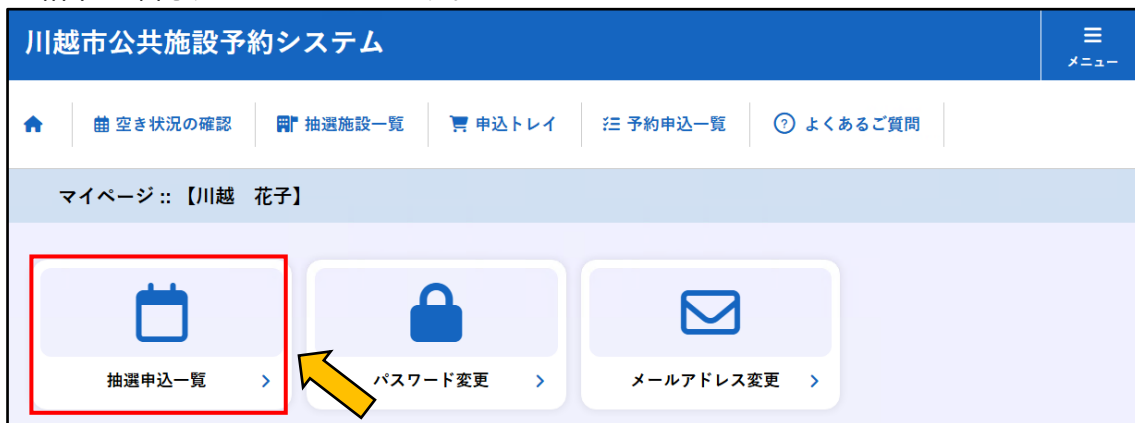 川越市公共施設予約システム
メニュー
空き状況の確認
抽選施設一覧
申込トレイ
予約申込一覧
? よくあるご質問
マイページ :: 【川越　花子】
抽選申込一覧
パスワード変更
メールアドレス変更